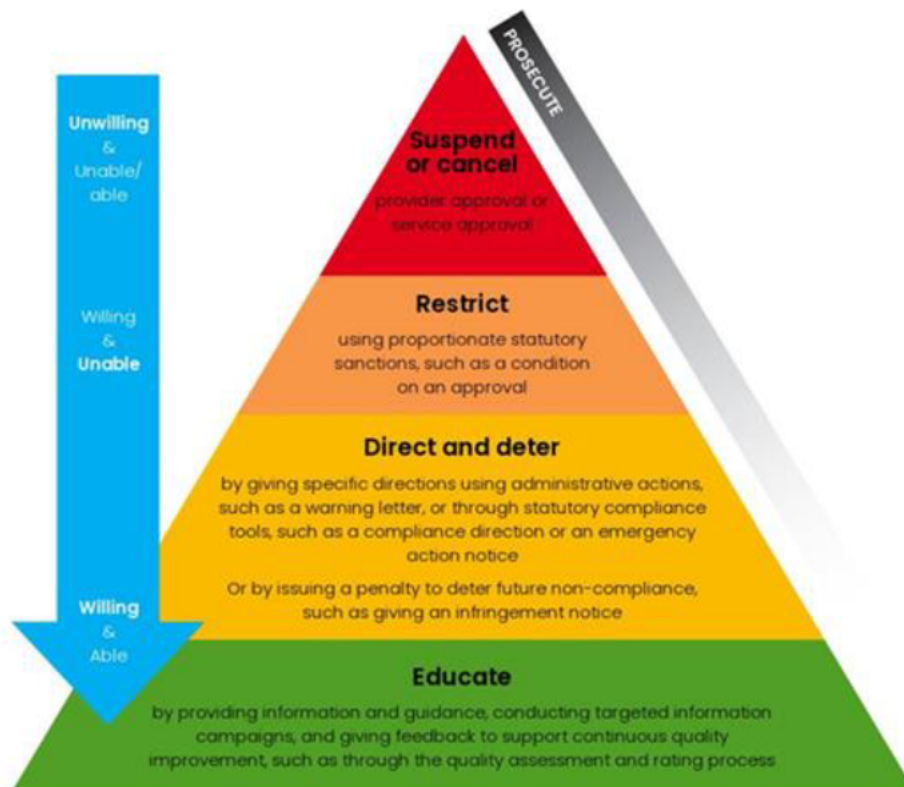 PROSECUTE
Unwilling
&
Unable/
able
Willing
&
Unable
Willing
&
Able
Suspend
or cancel
provider approval or
service approval
Restrict
using proportionate statutory
sanctions, such as a condition
on an approval
Direct and deter
by giving specific directions using administrative actions,
such as a warning letter, or through statutory compliance
tools, such as a compliance direction or an emergency
action notice
Or by issuing a penalty to deter future non-compliance,
such as giving an infringement notice
Educate
by providing information and guidance, conducting targeted information
campaigns, and giving feedback to support continuous quality
improvement, such as through the quality assessment and rating process